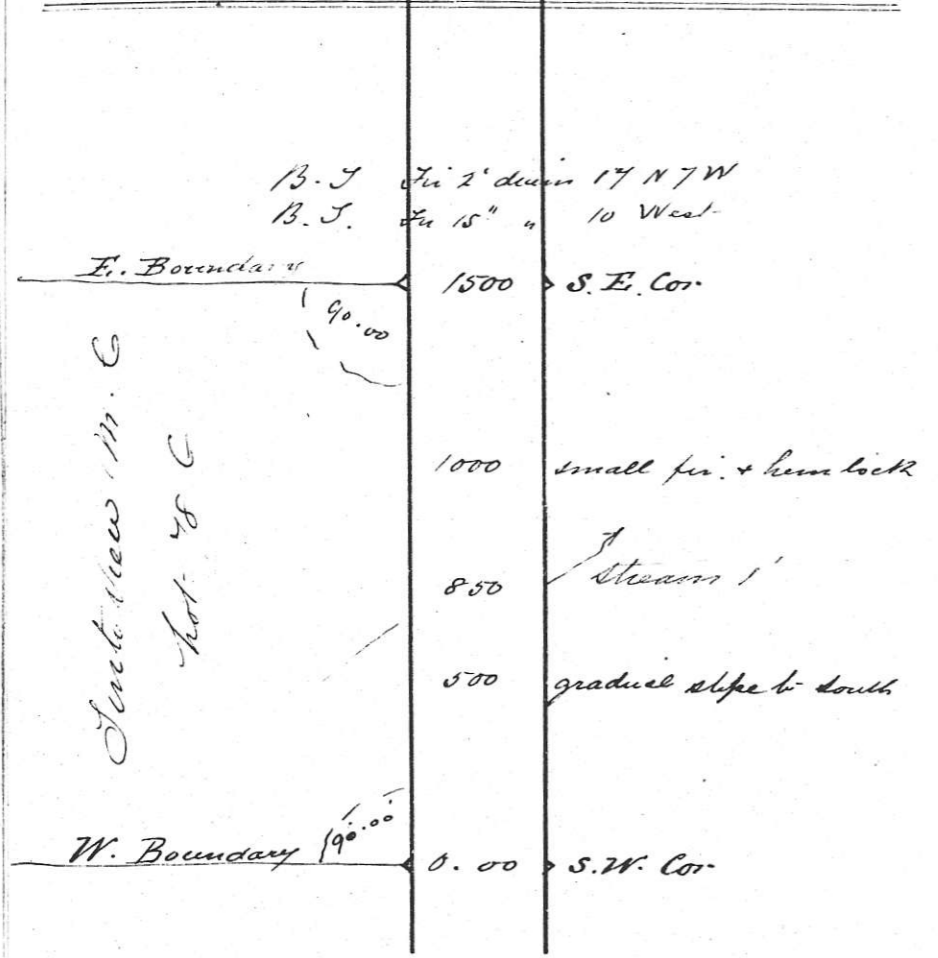 B.T Fir 2' diam 17 N 7 W
B.T. Fir 15" " 10 West
E. Boundary 1500 S.E. Cor.
90.00
1000 small fir. & hemlock
850 stream 1'
500 gradual slope to south
90.00
W. Boundary 0.00 S.W. Cor.
M. C
Lot 78 C